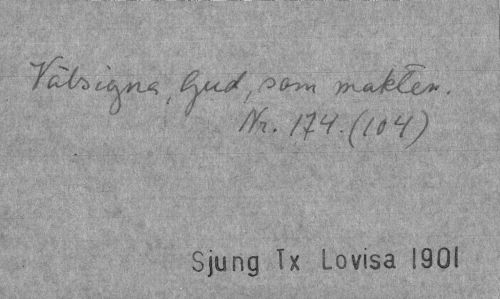 Välsigna, Gud, som makten.
Nr. 174. (104)
Sjung Tx Lovisa 1901